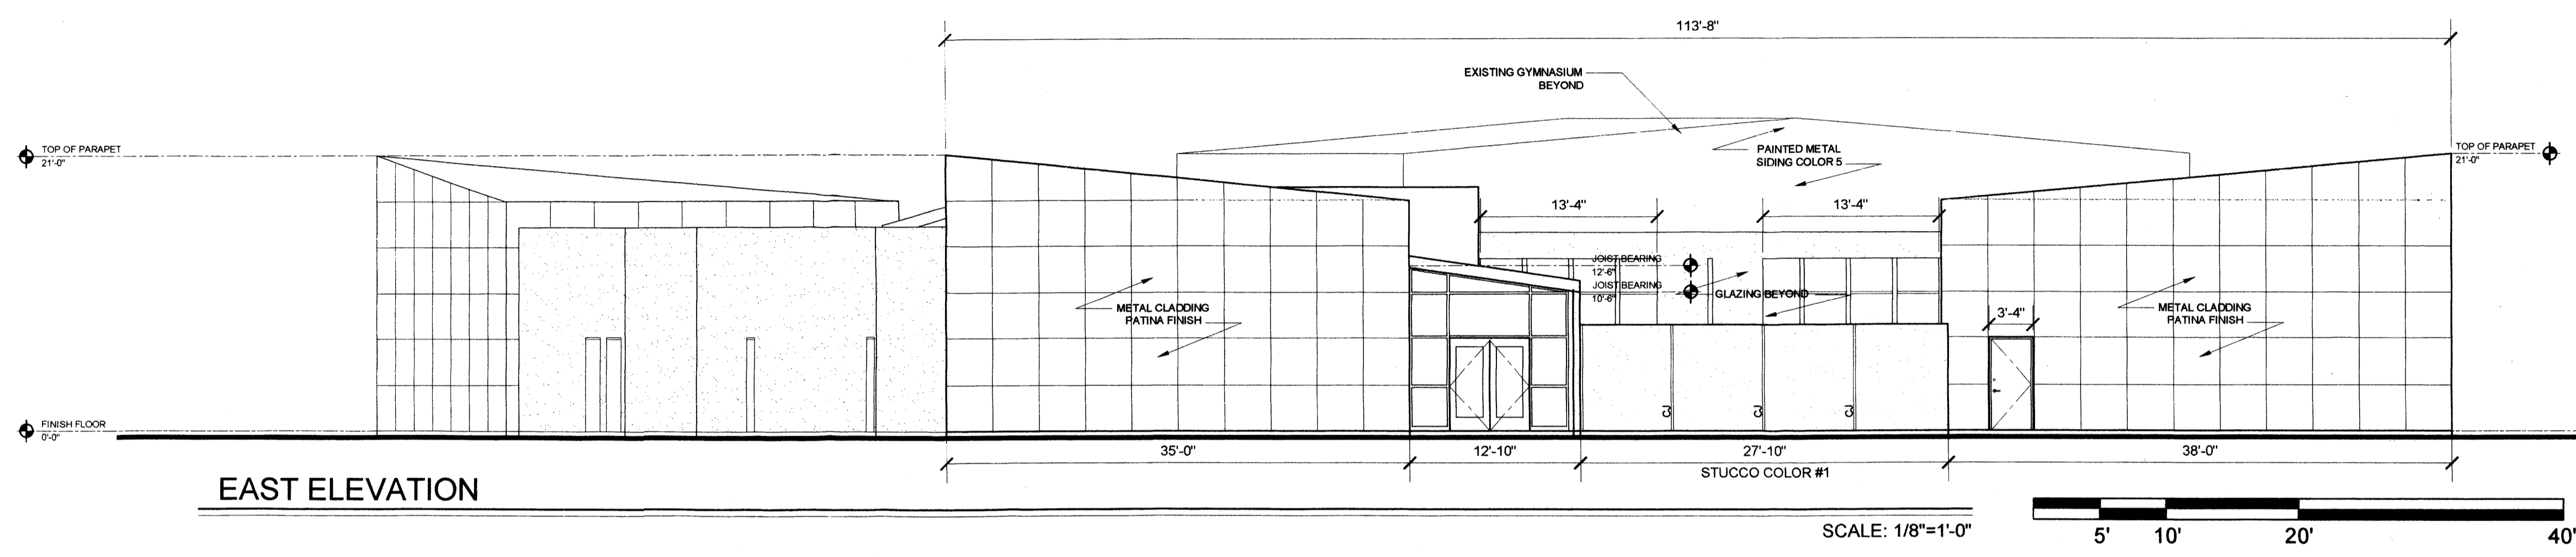 113'-8"
EXISTING GYMNASIUM
BEYOND
TOP OF PARAPET
21'-0"
PAINTED METAL
SIDING COLOR 5
TOP OF PARAPET
21'-0"
13'-4"
13'-4"
JOIST BEARING
12'-6"
JOIST BEARING
10'-6"
GLAZING BEYOND
METAL CLADDING
PATINA FINISH
METAL CLADDING
PATINA FINISH
3'-4"
CJ
CJ
CJ
FINISH FLOOR
0'-0"
35'-0"
12'-10"
27'-10"
38'-0"
STUCCO COLOR #1
EAST ELEVATION
SCALE: 1/8"=1'-0"
5' 10' 20' 40'